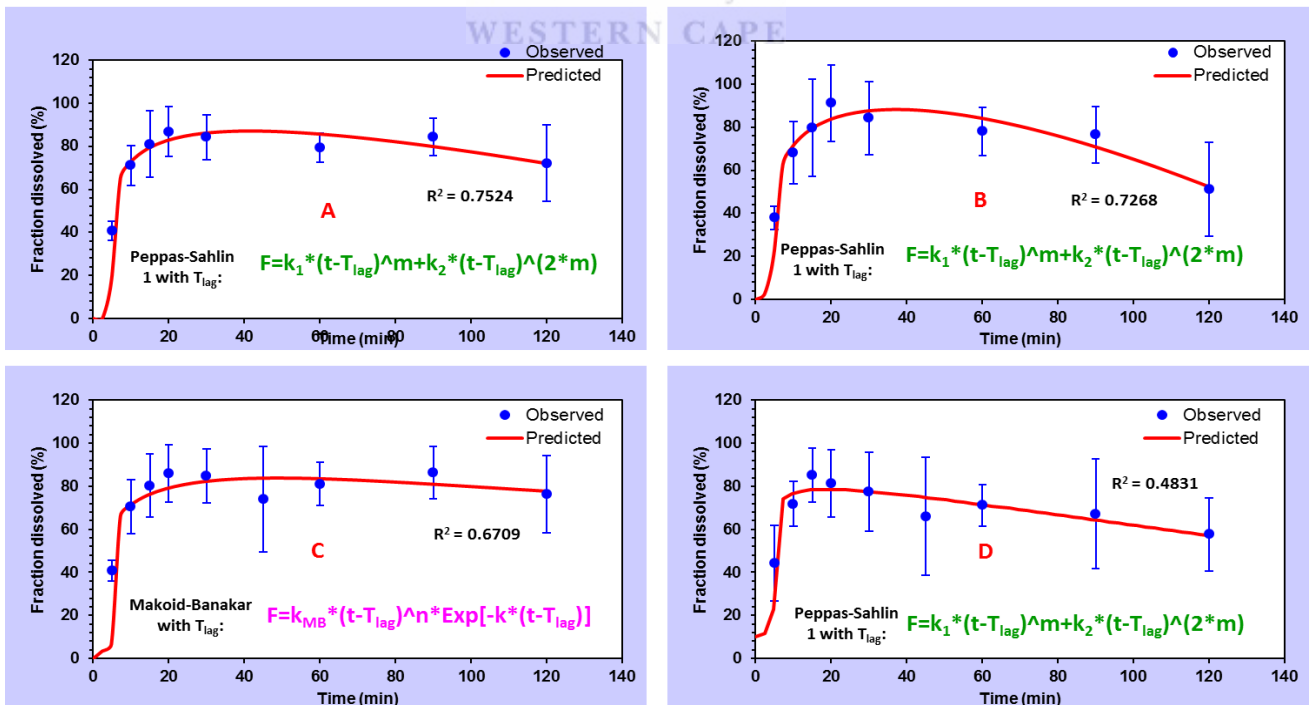 WESTERN CAPE
120
100
80
60
40
20
0
Fraction dissolved (%)
Observed
Predicted
R² = 0.7524
A
Peppas-Sahlin
1 with Tlag:
F=k1*(t-Tlag)^m+k2*(t-Tlag)^(2*m)
0 20 40 60 80 100 120 140
Time (min)
120
100
80
60
40
20
0
Fraction dissolved (%)
Observed
Predicted
B
R² = 0.7268
Peppas-Sahlin
1 with Tlag:
F=k1*(t-Tlag)^m+k2*(t-Tlag)^(2*m)
0 20 40 60 80 100 120 140
Time (min)
120
100
80
60
40
20
0
Fraction dissolved (%)
Observed
Predicted
R² = 0.6709
C
Makoid-Banakar
with Tlag:
F=kMB*(t-Tlag)^n*Exp[-k*(t-Tlag)]
0 20 40 60 80 100 120 140
Time (min)
120
100
80
60
40
20
0
Fraction dissolved (%)
Observed
Predicted
R² = 0.4831
D
Peppas-Sahlin
1 with Tlag:
F=k1*(t-Tlag)^m+k2*(t-Tlag)^(2*m)
0 20 40 60 80 100 120 140
Time (min)